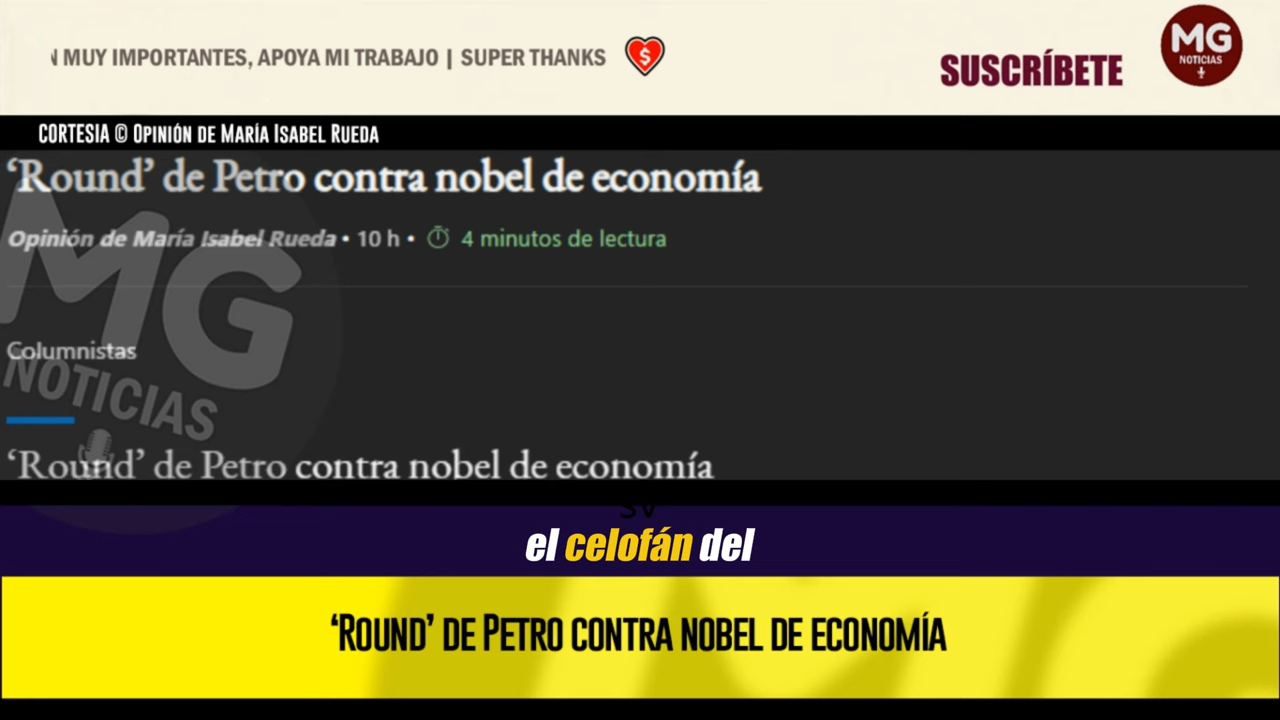 N MUY IMPORTANTES, APOYA MI TRABAJO | SUPER THANKS
$
SUSCRÍBETE
MG
NOTICIAS
CORTESIA © OPINIÓN DE MARÍA ISABEL RUEDA
‘Round’ de Petro contra nobel de economía
Opinión de María Isabel Rueda • 10 h • 4 minutos de lectura
MG
NOTICIAS
Columnistas
‘Round’ de Petro contra nobel de economía
el celofán del
‘ROUND’ DE PETRO CONTRA NOBEL DE ECONOMÍA